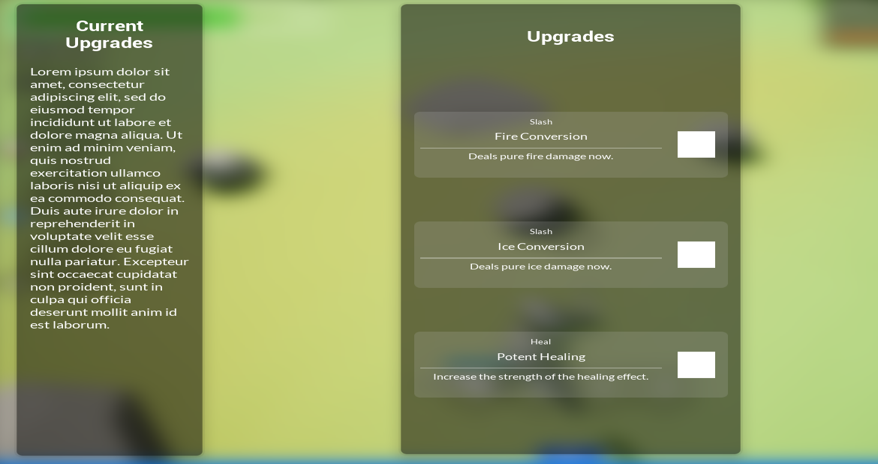 Current
Upgrades
Lorem ipsum dolor sit
amet, consectetur
adipiscing elit, sed do
eiusmod tempor
incididunt ut labore et
dolore magna aliqua. Ut
enim ad minim veniam,
quis nostrud
exercitation ullamco
laboris nisi ut aliquip ex
ea commodo consequat.
Duis aute irure dolor in
reprehenderit in
voluptate velit esse
cillum dolore eu fugiat
nulla pariatur. Excepteur
sint occaecat cupidatat
non proident, sunt in
culpa qui officia
deserunt mollit anim id
est laborum.
Upgrades
Slash
Fire Conversion
Deals pure fire damage now.
Slash
Ice Conversion
Deals pure ice damage now.
Heal
Potent Healing
Increase the strength of the healing effect.